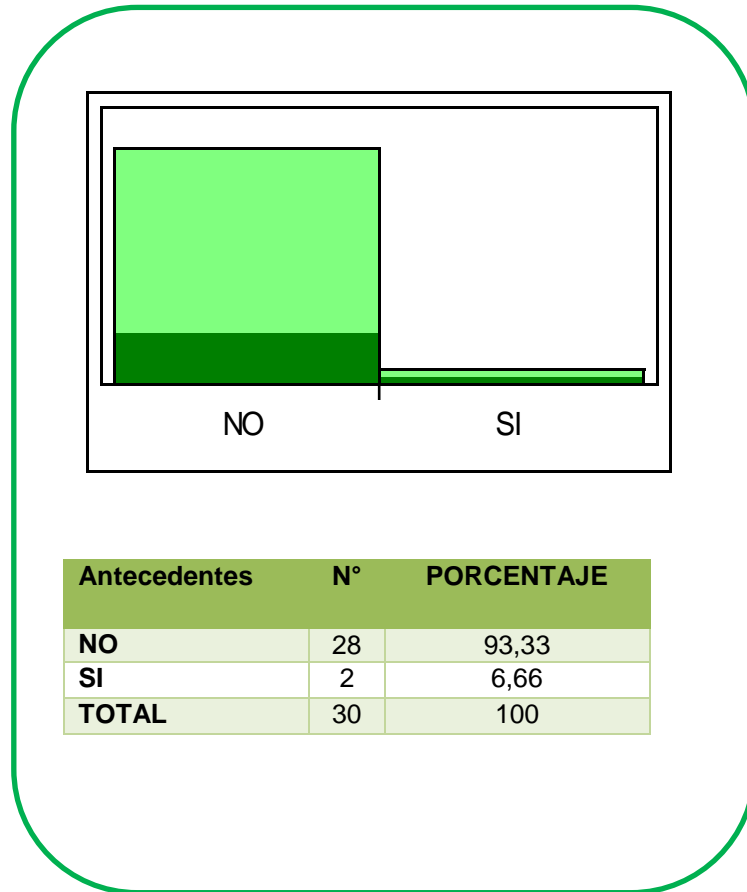 NO SI
Antecedentes N° PORCENTAJE
NO 28 93,33
SI 2 6,66
TOTAL 30 100